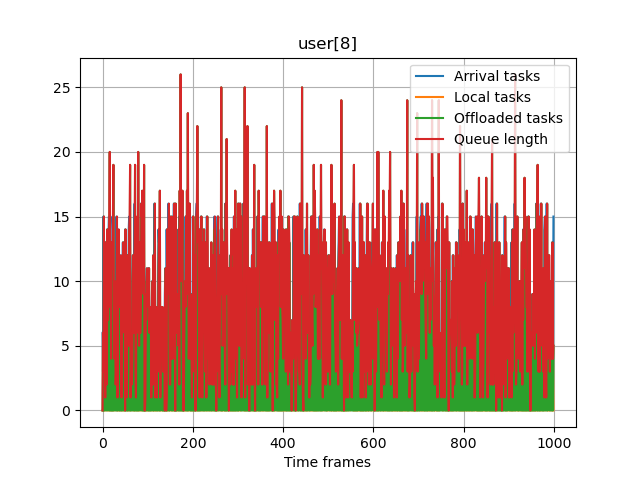 user[8]
Arrival tasks
Local tasks
Offloaded tasks
Queue length
25
20
15
10
5
0
0 200 400 600 800 1000
Time frames